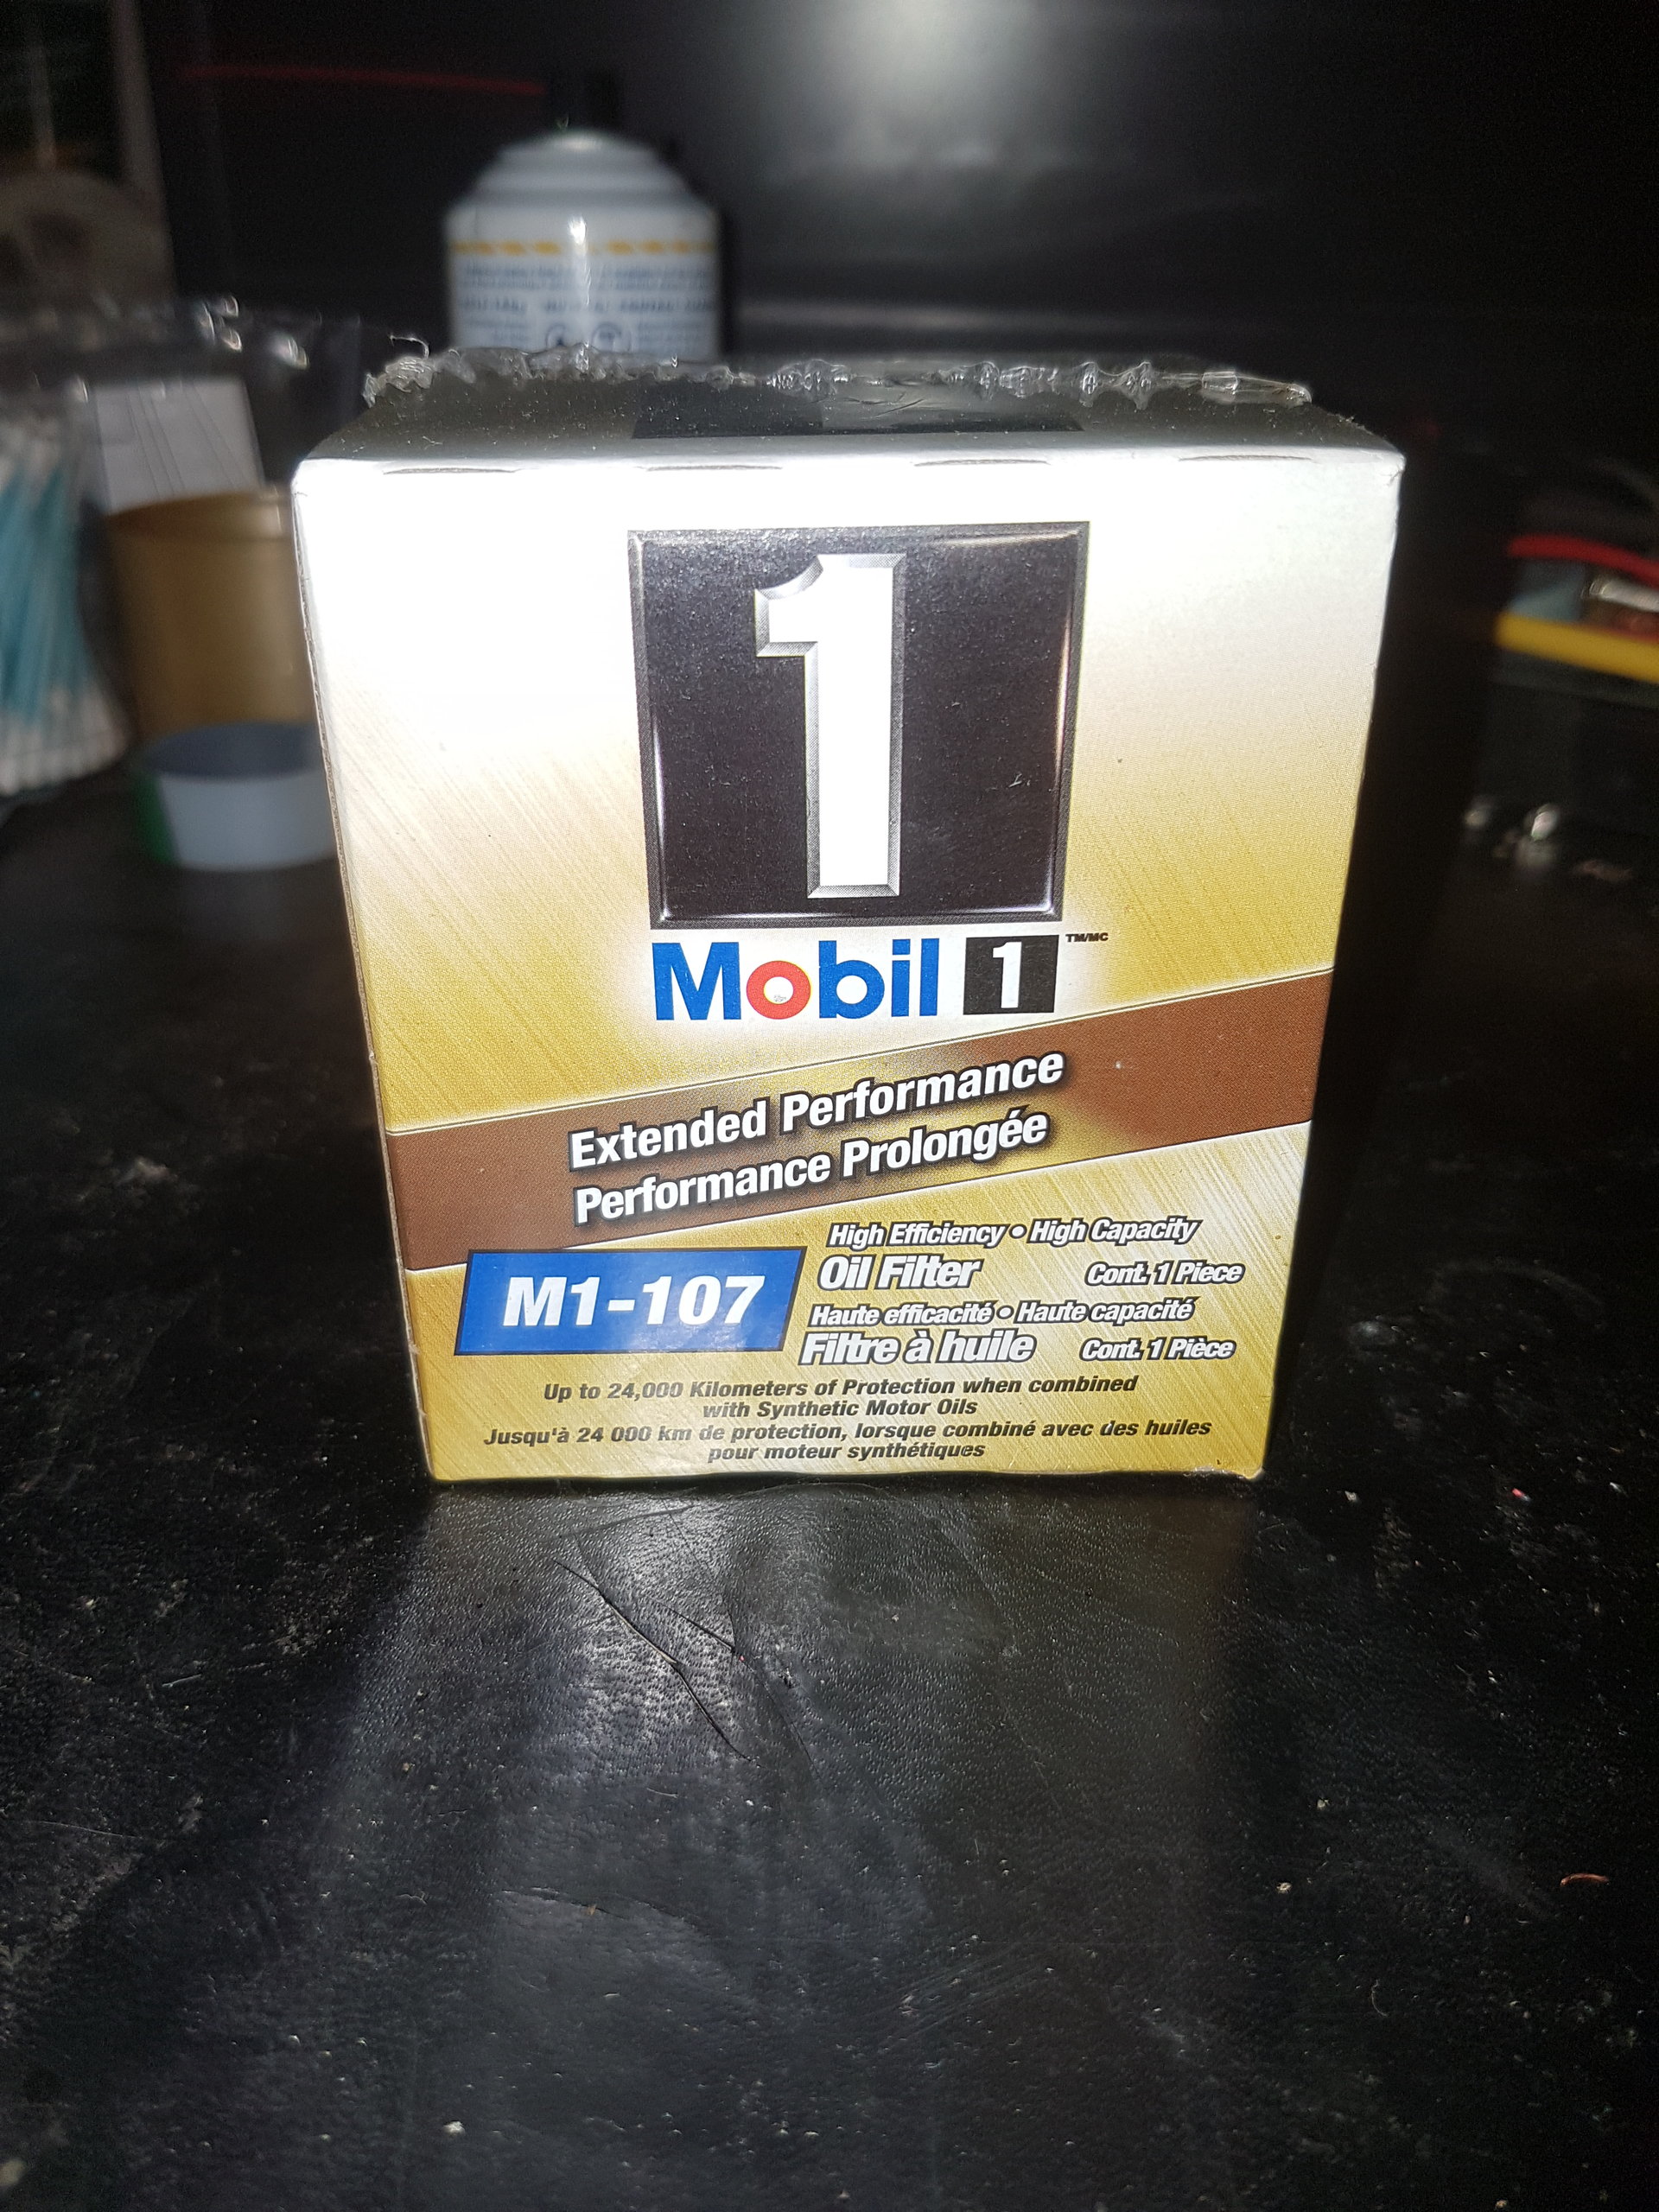 1
Mobil 1 TM/MC
Extended Performance
Performance Prolongée
M1-107
High Efficiency • High Capacity
Oil Filter Cont. 1 Piece
Haute efficacité • Haute capacité
Filtre à huile Cont. 1 Pièce
Up to 24,000 Kilometers of Protection when combined
with Synthetic Motor Oils
Jusqu'à 24 000 km de protection, lorsque combiné avec des huiles
pour moteur synthétiques